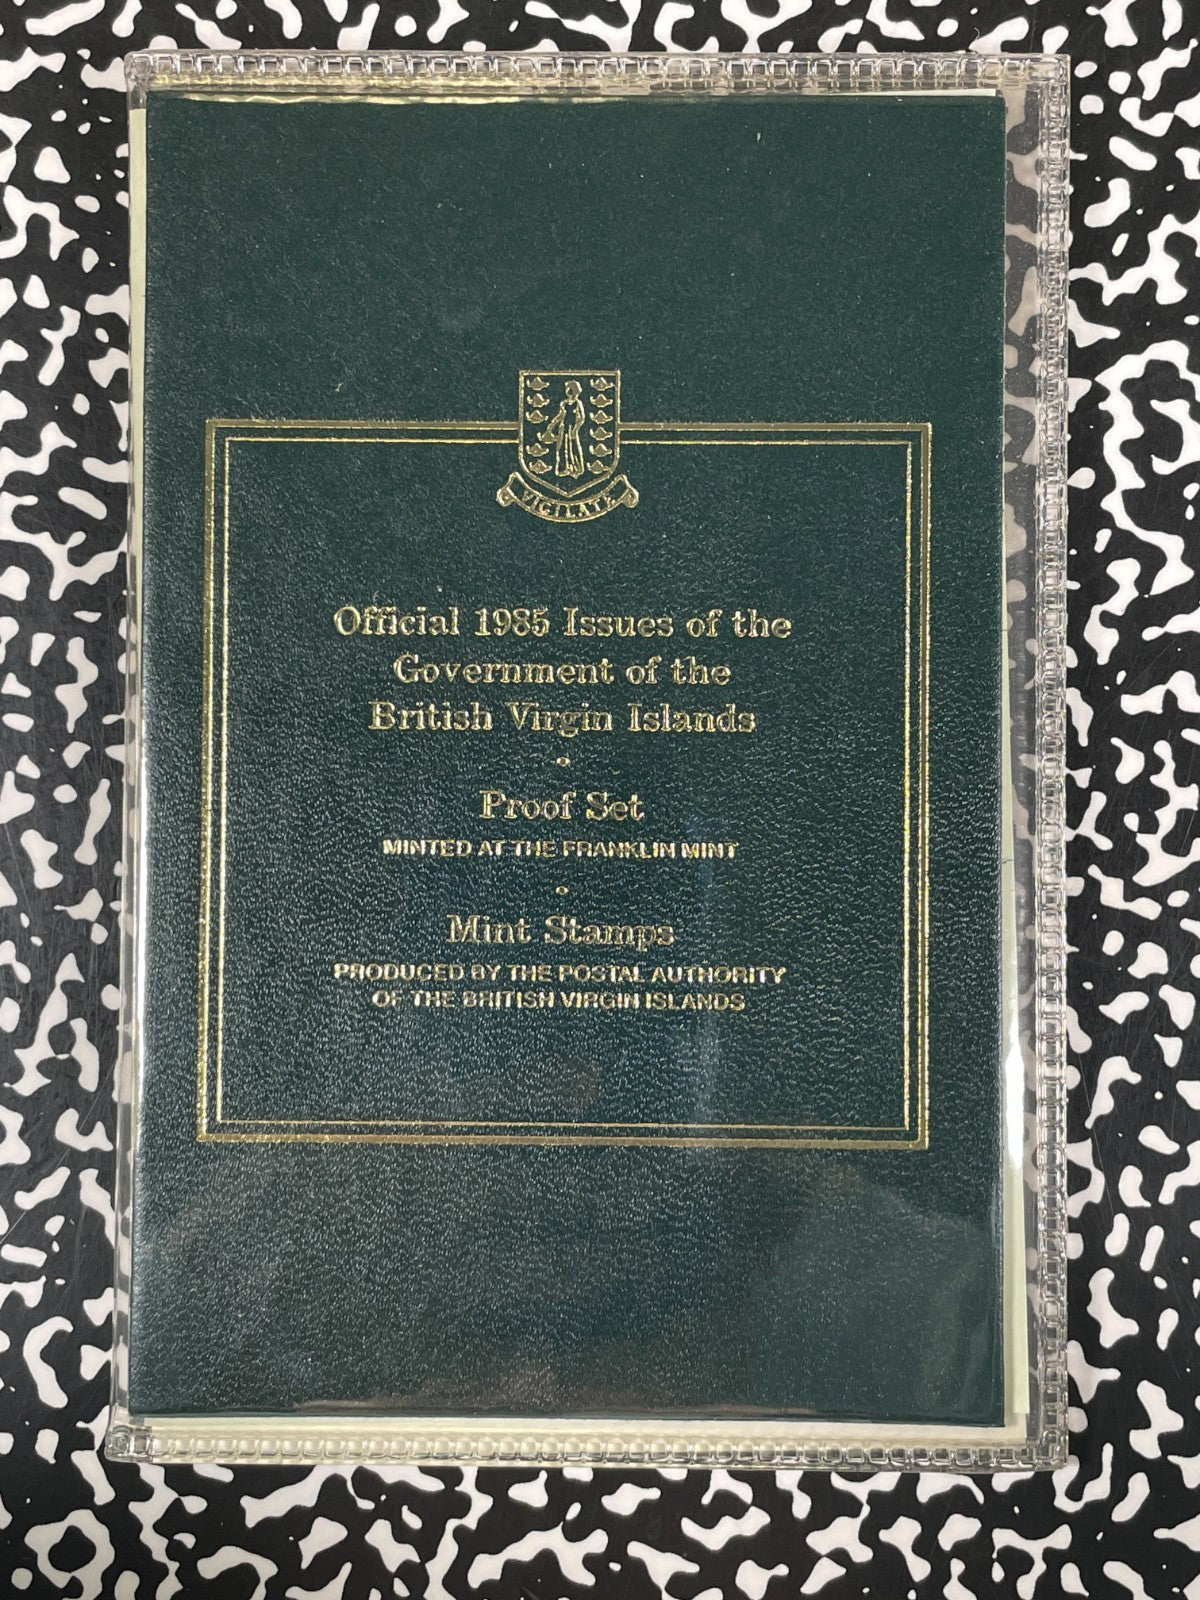 VIGILATE
Official 1985 Issues of the
Government of the
British Virgin Islands
Proof Set
MINTED AT THE FRANKLIN MINT
Mint Stamps
PRODUCED BY THE POSTAL AUTHORITY
OF THE BRITISH VIRGIN ISLANDS